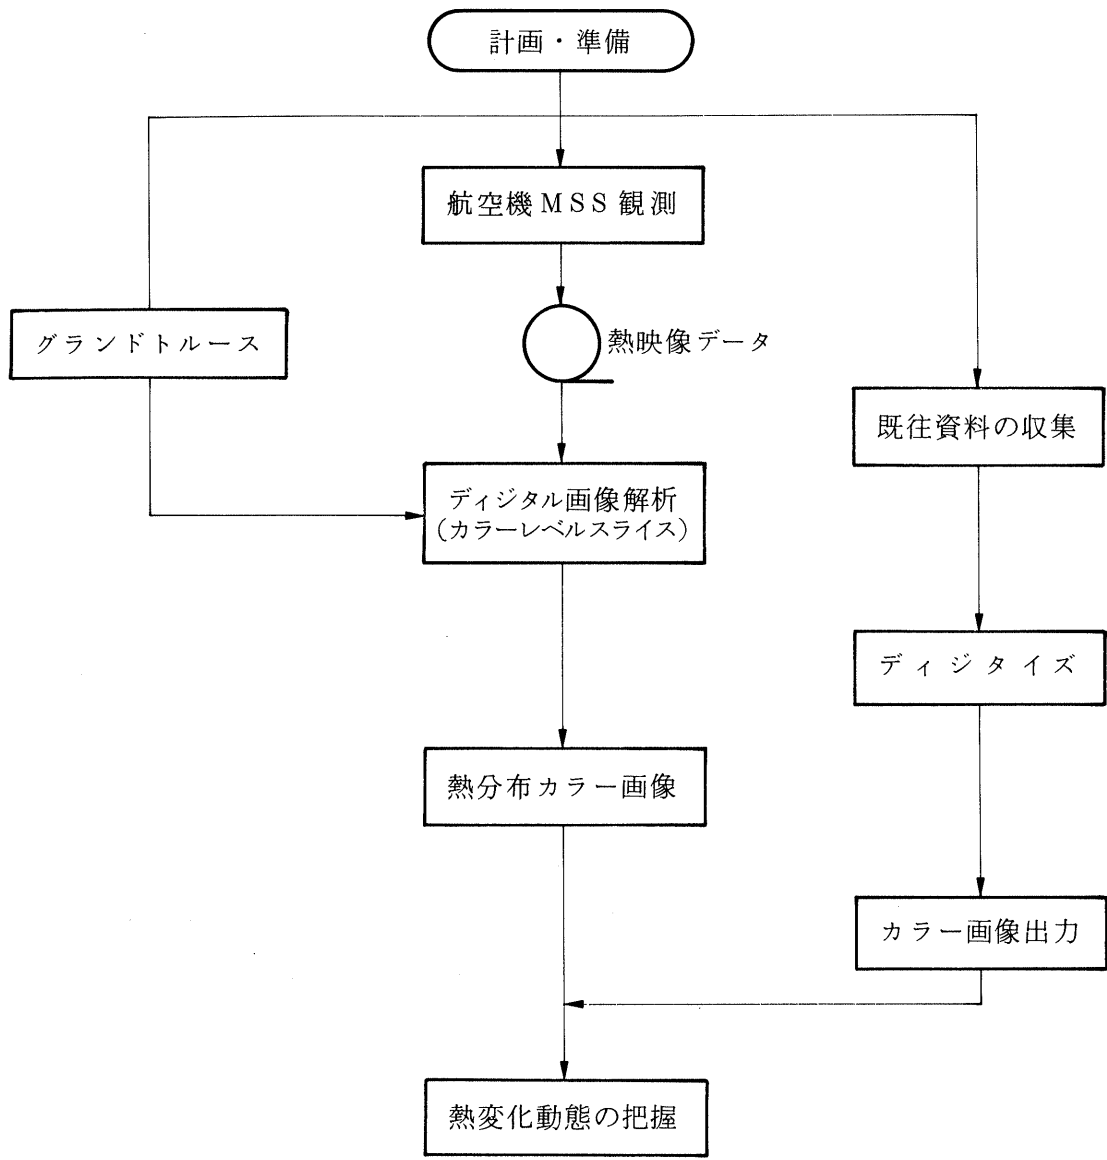 計画・準備
航空機MSS観測
グランドトルース
熱映像データ
既往資料の収集
ディジタル画像解析
(カラーレベルスライス)
ディジタイズ
熱分布カラー画像
カラー画像出力
熱変化動態の把握